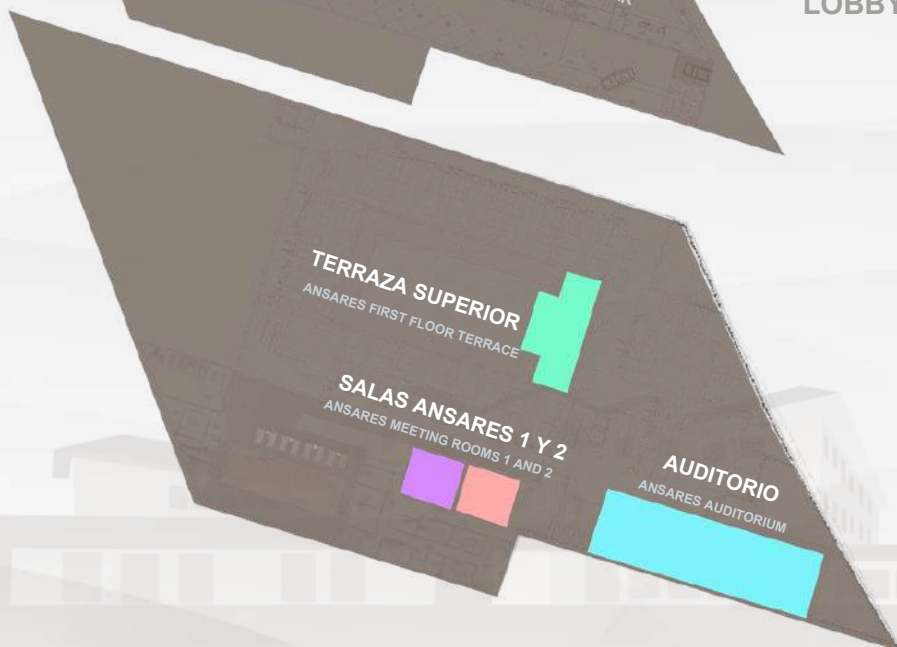 LOBBY
TERRAZA SUPERIOR
ANSARES FIRST FLOOR TERRACE
SALAS ANSARES 1 Y 2
ANSARES MEETING ROOMS 1 AND 2
AUDITORIO
ANSARES AUDITORIUM